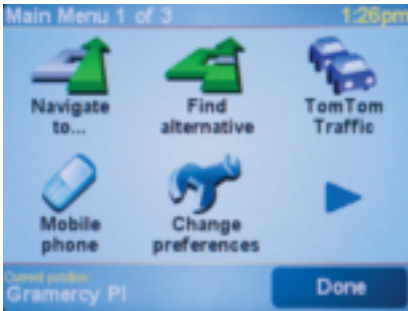 Main Menu 1 of 3
1:26pm
Navigate
to...
Find
alternative
TomTom
Traffic
Mobile
phone
Change
preferences
Current position:
Gramercy Pl
Done